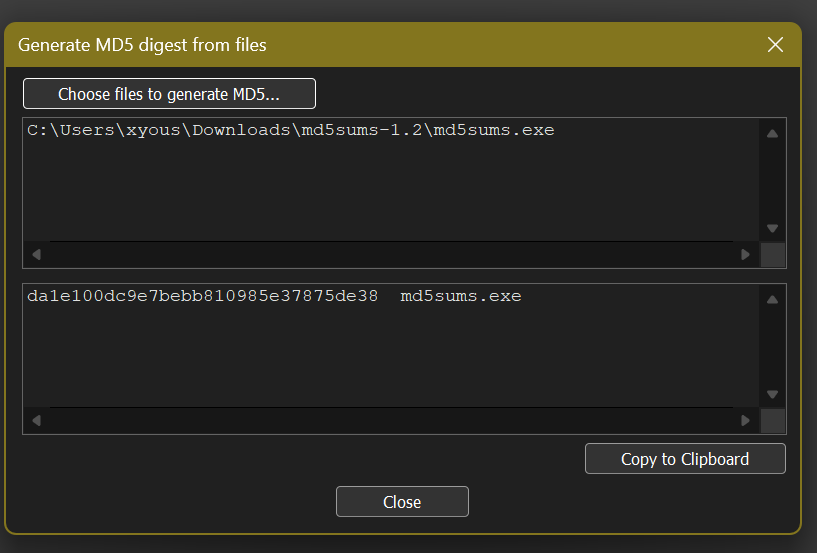 Generate MD5 digest from files
Choose files to generate MD5...
C:\Users\xyous\Downloads\md5sums-1.2\md5sums.exe
da1e100dc9e7bebb810985e37875de38  md5sums.exe
Copy to Clipboard
Close